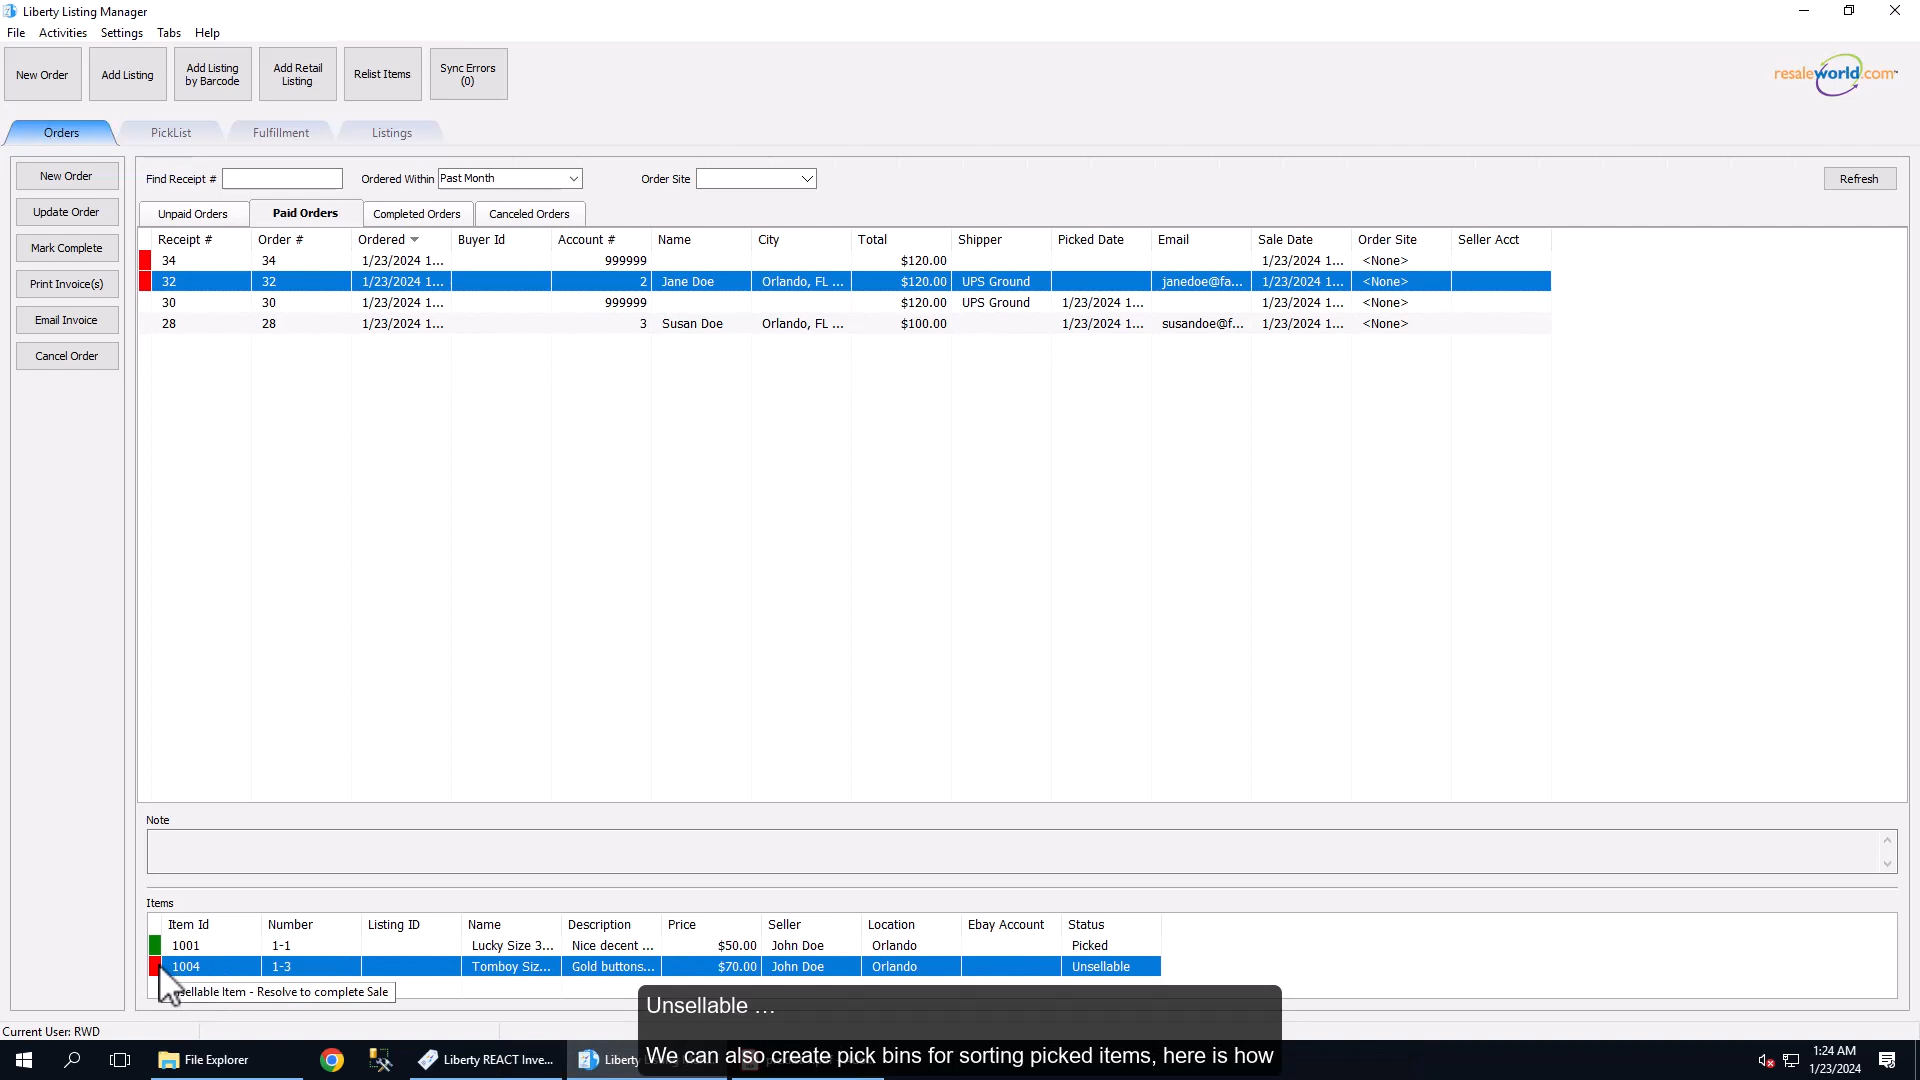 Liberty Listing Manager
File Activities Settings Tabs Help
New Order
Add Listing
Add Listing
by Barcode
Add Retail
Listing
Relist Items
Sync Errors
(0)
resaleworld.com
Orders PickList Fulfillment Listings
New Order
Update Order
Mark Complete
Print Invoice(s)
Email Invoice
Cancel Order
Find Receipt # Ordered Within Past Month Order Site Refresh
Unpaid Orders Paid Orders Completed Orders Canceled Orders
Receipt # Order # Ordered Buyer Id Account # Name City Total Shipper Picked Date Email Sale Date Order Site Seller Acct
34 34 1/23/2024 1... 999999 $120.00 1/23/2024 1... <None>
32 32 1/23/2024 1... 2 Jane Doe Orlando, FL ... $120.00 UPS Ground janedoe@fa... 1/23/2024 1... <None>
30 30 1/23/2024 1... 999999 $120.00 UPS Ground 1/23/2024 1... 1/23/2024 1... <None>
28 28 1/23/2024 1... 3 Susan Doe Orlando, FL ... $100.00 1/23/2024 1... susandoe@f... 1/23/2024 1... <None>
Note
Items
Item Id Number Listing ID Name Description Price Seller Location Ebay Account Status
1001 1-1 Lucky Size 3... Nice decent ... $50.00 John Doe Orlando Picked
1004 1-3 Tomboy Siz... Gold buttons... $70.00 John Doe Orlando Unsellable
Item - Resolve to complete Sale
Unsellable ...
We can also create pick bins for sorting picked items, here is how
Current User: RWD
File Explorer Liberty REACT Inve... Liberty
1:24 AM
1/23/2024